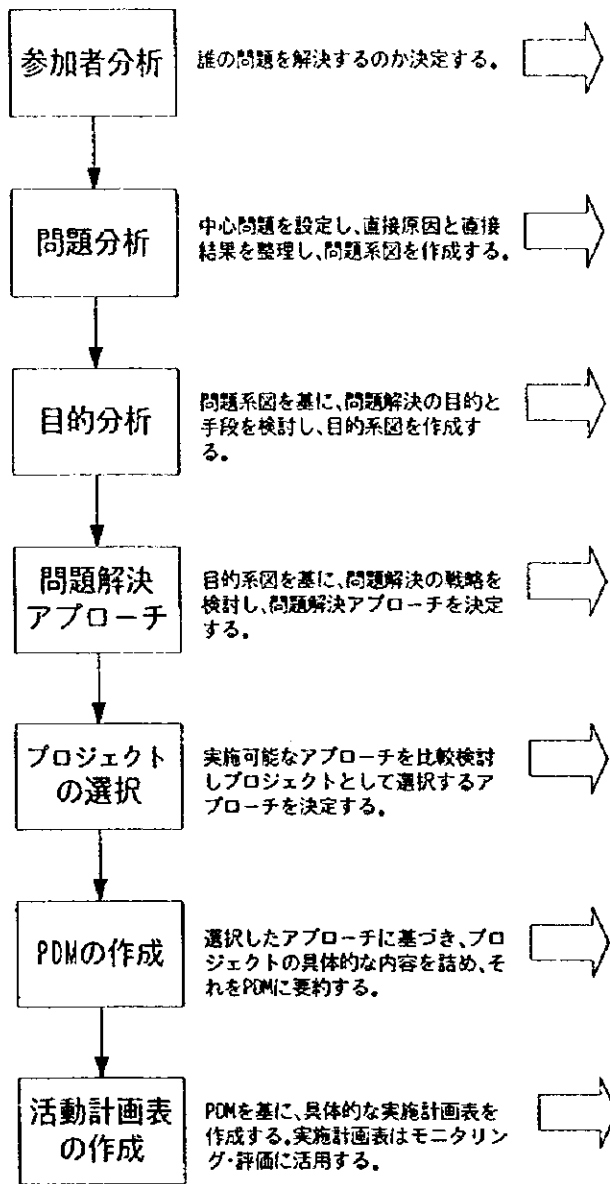 参加者分析
誰の問題を解決するのか決定する。
問題分析
中心問題を設定し、直接原因と直接
結果を整理し、問題系図を作成する。
目的分析
問題系図を基に、問題解決の目的と
手段を検討し、目的系図を作成す
る。
問題解決
アプローチ
目的系図を基に、問題解決の戦略を
検討し、問題解決アプローチを決定
する。
プロジェクト
の選択
実施可能なアプローチを比較検討
しプロジェクトとして選択するア
プローチを決定する。
PDMの作成
選択したアプローチに基づき、プロ
ジェクトの具体的な内容を詰め、そ
れをPDMに要約する。
活動計画表
の作成
PDMを基に、具体的な実施計画表を
作成する。実施計画表はモニタリン
グ・評価に活用する。